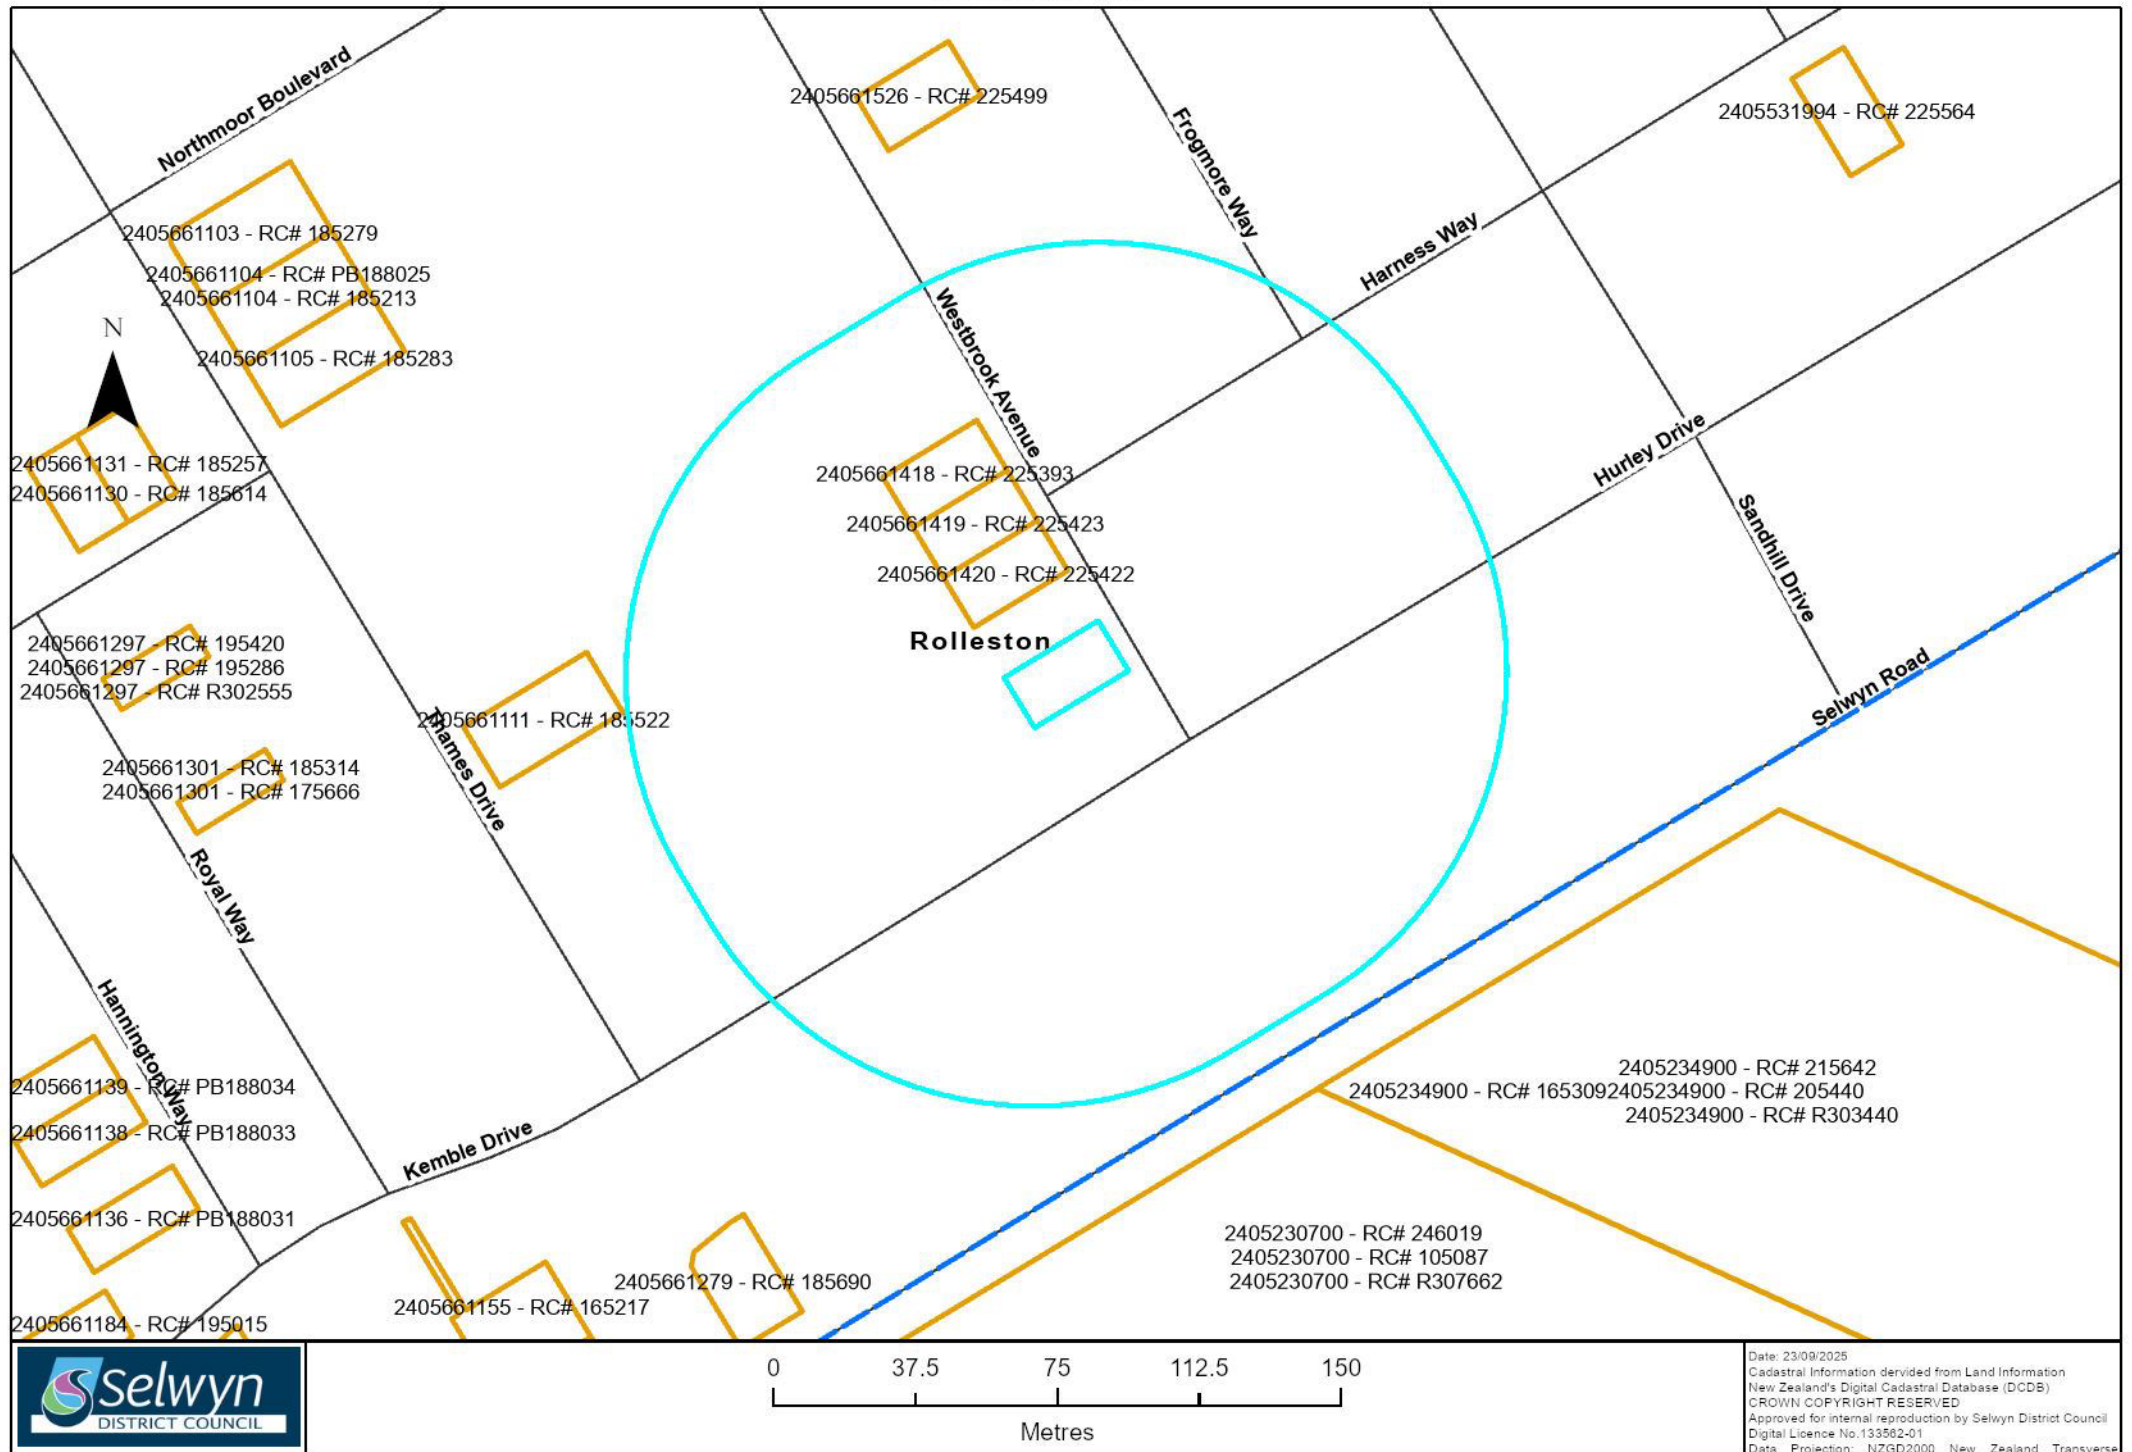 Northmoor Boulevard
2405661526 - RC# 225499
Frogmore Way
2405531994 - RC# 225564
2405661103 - RC# 185279
2405661104 - RC# PB188025
2405661104 - RC# 185213
Harness Way
N
2405661105 - RC# 185283
Westbrook Avenue
2405661131 - RC# 185257
2405661130 - RC# 185614
2405661418 - RC# 225393
2405661419 - RC# 225423
2405661420 - RC# 225422
Hurley Drive
Sandhill Drive
Rolleston
2405661297 - RC# 195420
2405661297 - RC# 195286
2405661297 - RC# R302555
2405661111 - RC# 185522
Thames Drive
Selwyn Road
2405661301 - RC# 185314
2405661301 - RC# 175666
Royal Way
Hannington Way
2405661139 - RC# PB188034
2405661138 - RC# PB188033
Kemble Drive
2405234900 - RC# 215642
2405234900 - RC# 1653092405234900 - RC# 205440
2405234900 - RC# R303440
2405661136 - RC# PB188031
2405230700 - RC# 246019
2405230700 - RC# 105087
2405230700 - RC# R307662
2405661279 - RC# 185690
2405661155 - RC# 165217
2405661184 - RC# 195015
Selwyn
DISTRICT COUNCIL
0 37.5 75 112.5 150
Metres
Date: 23/09/2025
Cadastral Information dervided from Land Information
New Zealand's Digital Cadastral Database (DCDB)
CROWN COPYRIGHT RESERVED
Approved for internal reproduction by Selwyn District Council
Digital Licence No.133562-01
Data Projection: NZGD2000 New Zealand Transverse